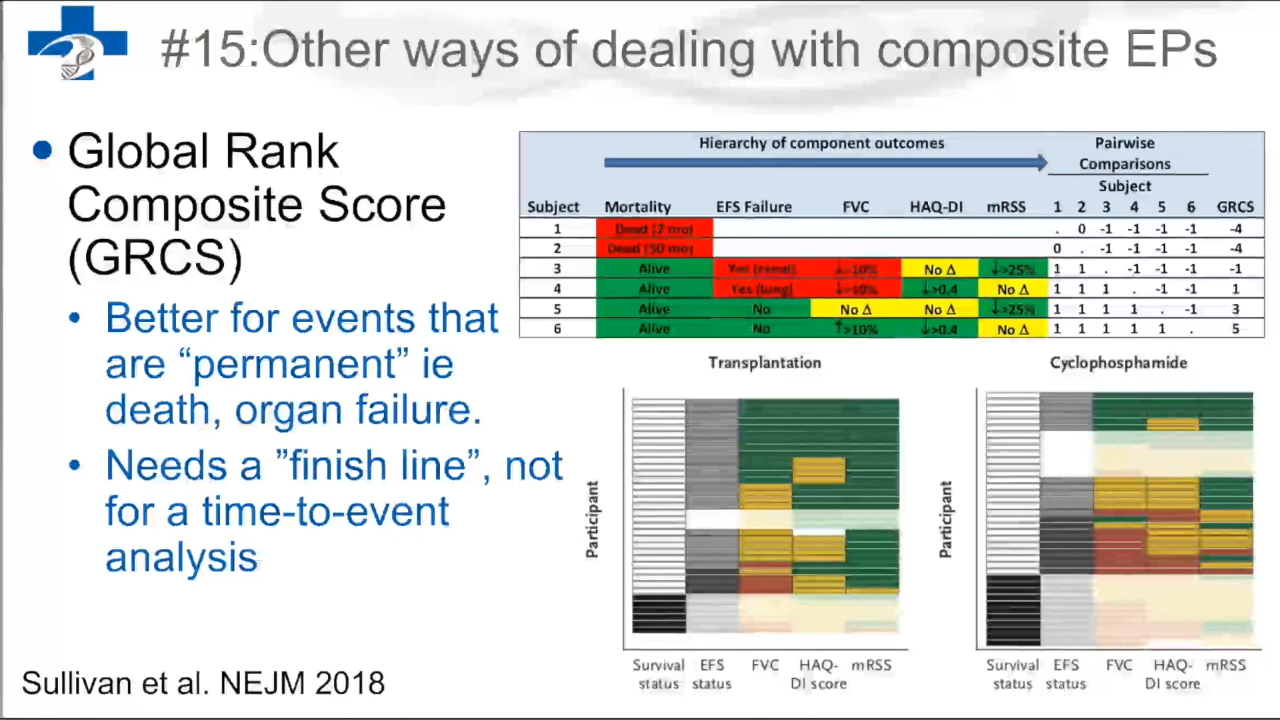 #15:Other ways of dealing with composite EPs
• Global Rank
Composite Score
(GRCS)
• Better for events that
are “permanent” ie
death, organ failure.
• Needs a ”finish line”, not
for a time-to-event
analysis
Sullivan et al. NEJM 2018
Hierarchy of component outcomes
Pairwise
Comparisons
Subject
Subject Mortality EFS Failure FVC HAQ-DI mRSS 1 2 3 4 5 6 GRCS
1 Dead (2 mo) . 0 -1 -1 -1 -1 -4
2 Dead (50 mo) 0 . -1 -1 -1 -1 -4
3 Alive Yes (renal) ↓>10% No Δ ↓>25% 1 1 . -1 -1 -1 -1
4 Alive Yes (lung) ↓>10% ↓>0.4 No Δ 1 1 1 . -1 -1 1
5 Alive No No Δ No Δ ↓>25% 1 1 1 1 . -1 3
6 Alive No ↑>10% ↓>0.4 No Δ 1 1 1 1 1 . 5
Transplantation
Participant
Survival EFS FVC HAQ- mRSS
status status DI score
Cyclophosphamide
Participant
Survival EFS FVC HAQ- mRSS
status status DI score